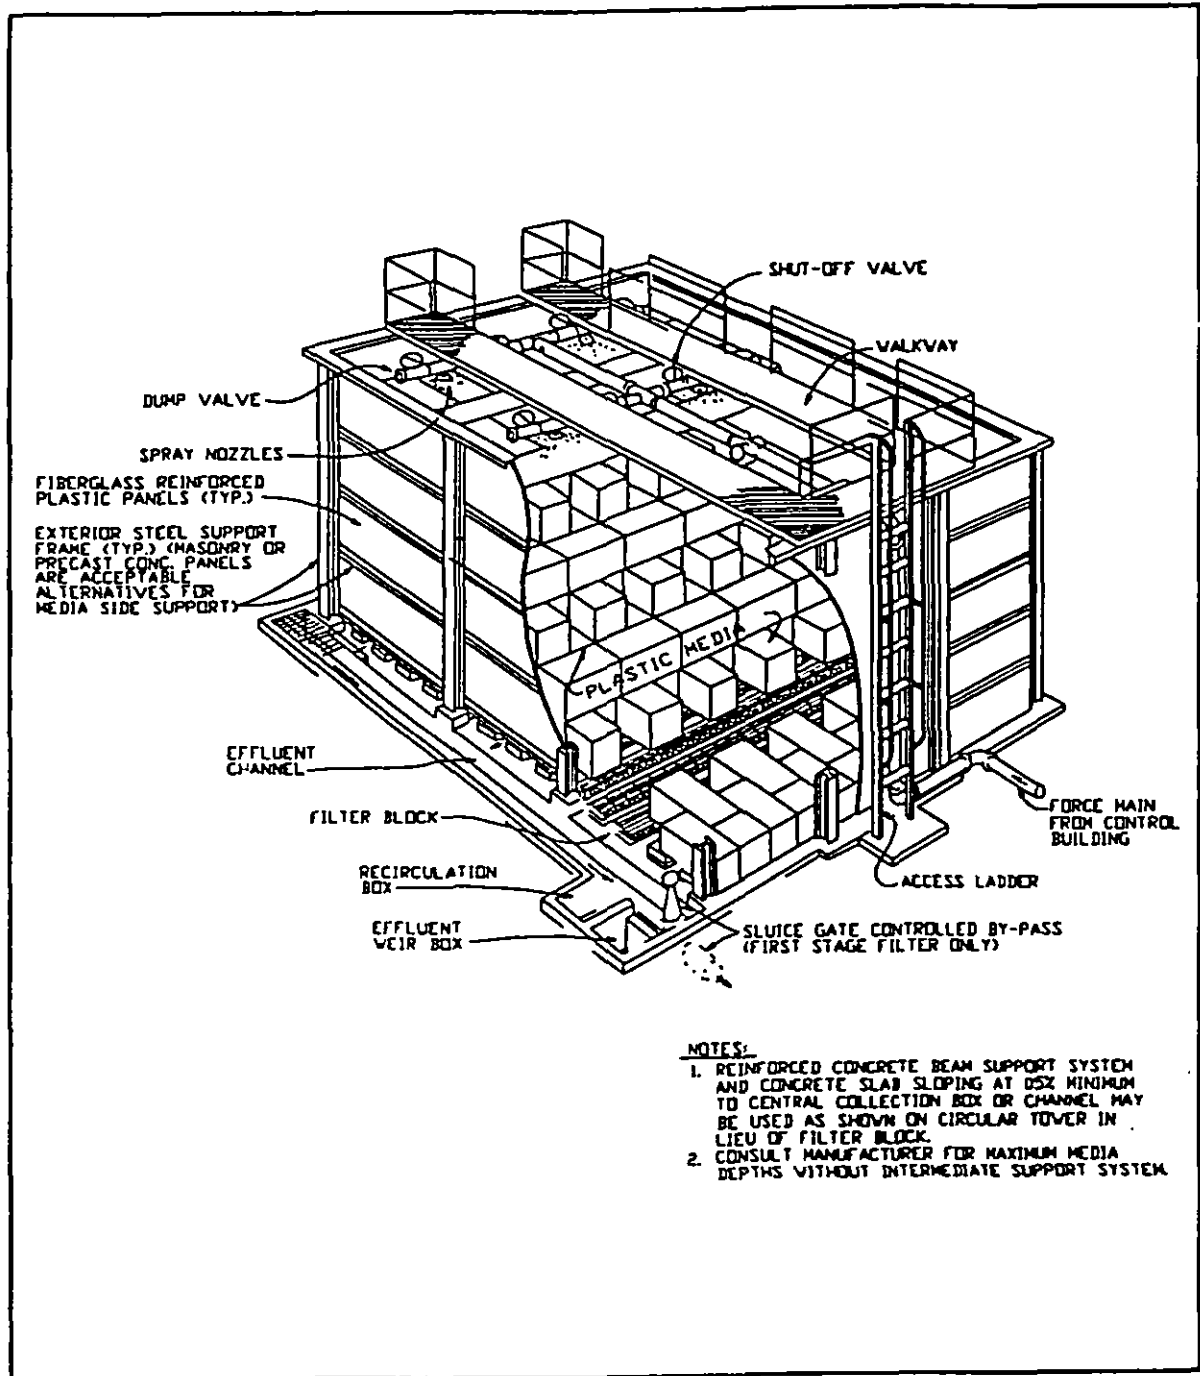 SHUT-OFF VALVE
WALKWAY
DUMP VALVE
SPRAY NOZZLES
FIBERGLASS REINFORCED
PLASTIC PANELS (TYP.)
EXTERIOR STEEL SUPPORT
FRAME (TYP.) (MASONRY OR
PRECAST CONC. PANELS
ARE ACCEPTABLE
ALTERNATIVES FOR
MEDIA SIDE SUPPORT)
PLASTIC MEDIA
EFFLUENT
CHANNEL
FILTER BLOCK
RECIRCULATION
BOX
EFFLUENT
WEIR BOX
FORCE MAIN
FROM CONTROL
BUILDING
ACCESS LADDER
SLUICE GATE CONTROLLED BY-PASS
(FIRST STAGE FILTER ONLY)
NOTES:
1. REINFORCED CONCRETE BEAM SUPPORT SYSTEM
AND CONCRETE SLAB SLOPING AT 0.5% MINIMUM
TO CENTRAL COLLECTION BOX OR CHANNEL MAY
BE USED AS SHOWN ON CIRCULAR TOWER IN
LIEU OF FILTER BLOCK.
2. CONSULT MANUFACTURER FOR MAXIMUM MEDIA
DEPTHS WITHOUT INTERMEDIATE SUPPORT SYSTEM.